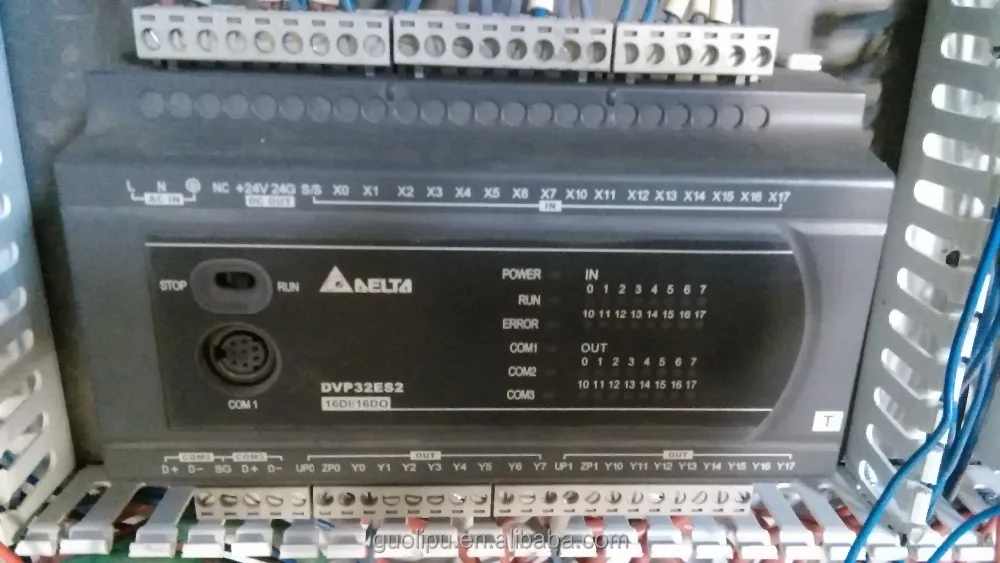 L N NC +24V 24G S/S X0 X1 X2 X3 X4 X5 X6 X7 X10 X11 X12 X13 X14 X15 X16 X17
AC IN DC OUT IN
STOP RUN
DELTA
COM 1
DVP32ES2
16DI/16DO
POWER
RUN
ERROR
COM1
COM2
COM3
IN
0 1 2 3 4 5 6 7
10 11 12 13 14 15 16 17
OUT
0 1 2 3 4 5 6 7
10 11 12 13 14 15 16 17
T
COM2 COM3 OUT OUT
D+ D- SG D+ D- UP0 ZP0 Y0 Y1 Y2 Y3 Y4 Y5 Y6 Y7 UP1 ZP1 Y10 Y11 Y12 Y13 Y14 Y15 Y16 Y17
guolipu.en.alibaba.com